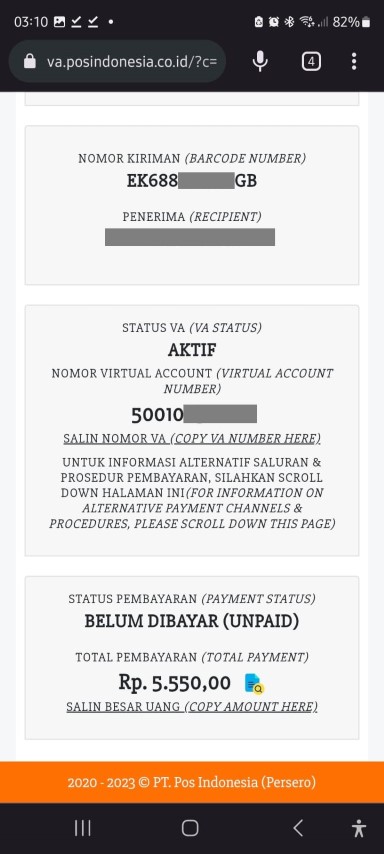 03:10
82%
va.posindonesia.co.id/?c=
4
NOMOR KIRIMAN (BARCODE NUMBER)
EK688 GB
PENERIMA (RECIPIENT)
STATUS VA (VA STATUS)
AKTIF
NOMOR VIRTUAL ACCOUNT (VIRTUAL ACCOUNT
NUMBER)
50010
SALIN NOMOR VA (COPY VA NUMBER HERE)
UNTUK INFORMASI ALTERNATIF SALURAN &
PROSEDUR PEMBAYARAN, SILAHKAN SCROLL
DOWN HALAMAN INI(FOR INFORMATION ON
ALTERNATIVE PAYMENT CHANNELS &
PROCEDURES, PLEASE SCROLL DOWN THIS PAGE)
STATUS PEMBAYARAN (PAYMENT STATUS)
BELUM DIBAYAR (UNPAID)
TOTAL PEMBAYARAN (TOTAL PAYMENT)
Rp. 5.550,00
SALIN BESAR UANG (COPY AMOUNT HERE)
2020 - 2023 © PT. Pos Indonesia (Persero)